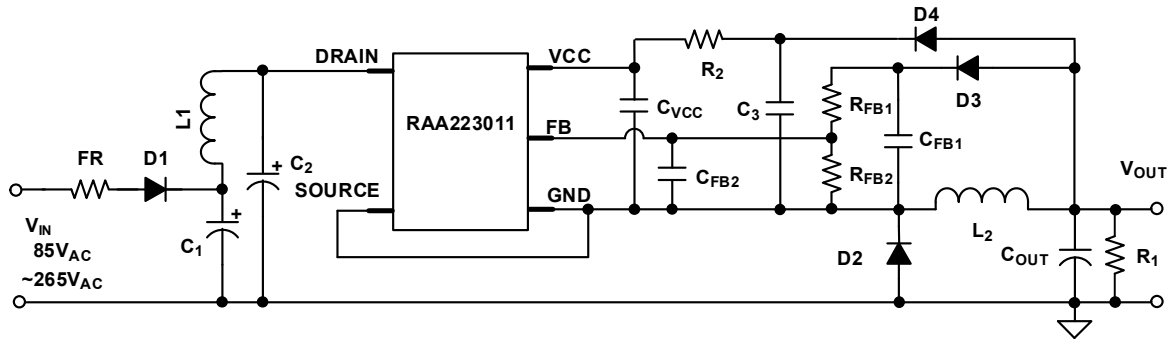 D4
DRAIN
VCC
R2
D3
L1
RAA223011
CVCC
C3
RFB1
CFB1
FB
FR
D1
C2
CFB2
RFB2
SOURCE
GND
VOUT
VIN
85VAC
~265VAC
C1
D2
L2
COUT
R1